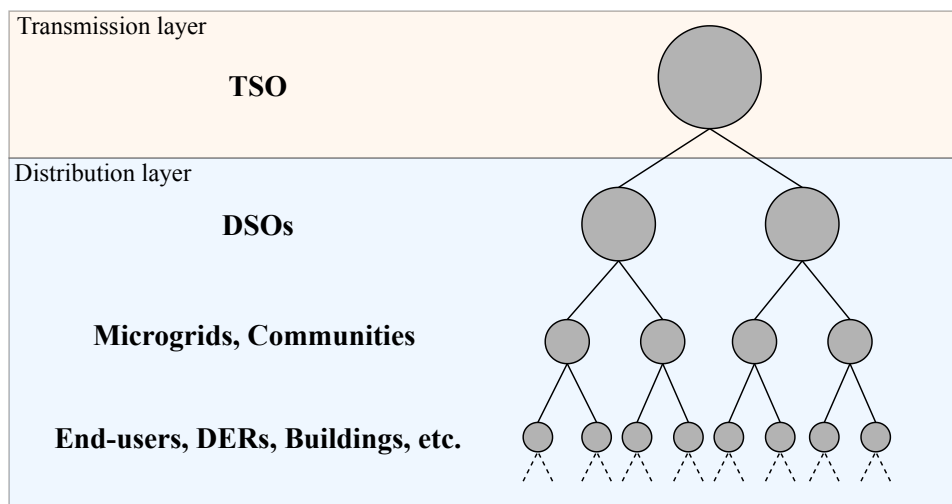 Transmission layer
TSO
Distribution layer
DSOs
Microgrids, Communities
End-users, DERs, Buildings, etc.